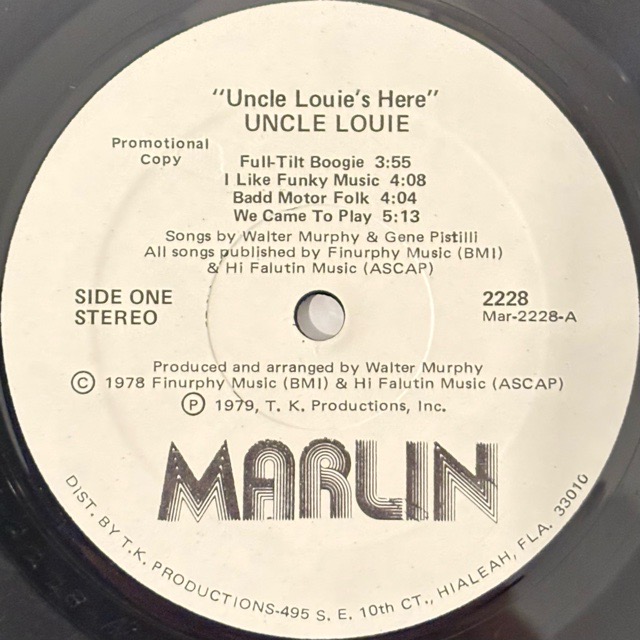 "Uncle Louie's Here"
UNCLE LOUIE
Promotional
Copy
Full-Tilt Boogie 3:55
I Like Funky Music 4:08
Badd Motor Folk 4:04
We Came To Play 5:13
Songs by Walter Murphy & Gene Pistilli
All songs published by Finurphy Music (BMI)
& Hi Falutin Music (ASCAP)
SIDE ONE
STEREO
2228
Mar-2228-A
Produced and arranged by Walter Murphy
© 1978 Finurphy Music (BMI) & Hi Falutin Music (ASCAP)
℗ 1979, T. K. Productions, Inc.
MARLIN
DIST. BY T.K. PRODUCTIONS-495 S. E. 10th CT., HIALEAH, FLA. 33010